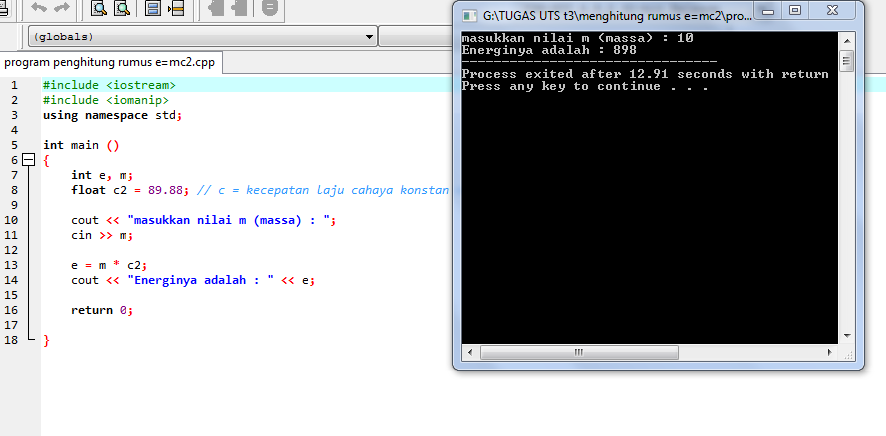 (globals)
program penghitung rumus e=mc2.cpp
1 #include <iostream>
2 #include <iomanip>
3 using namespace std;
4
5 int main ()
6 {
7 int e, m;
8 float c2 = 89.88; // c = kecepatan laju cahaya konstan
9
10 cout << "masukkan nilai m (massa) : ";
11 cin >> m;
12
13 e = m * c2;
14 cout << "Energinya adalah : " << e;
15
16 return 0;
17
18 }
G:\TUGAS UTS t3\menghitung rumus e=mc2\pro...
masukkan nilai m (massa) : 10
Energinya adalah : 898
--------------------------------
Process exited after 12.91 seconds with return
Press any key to continue . . .